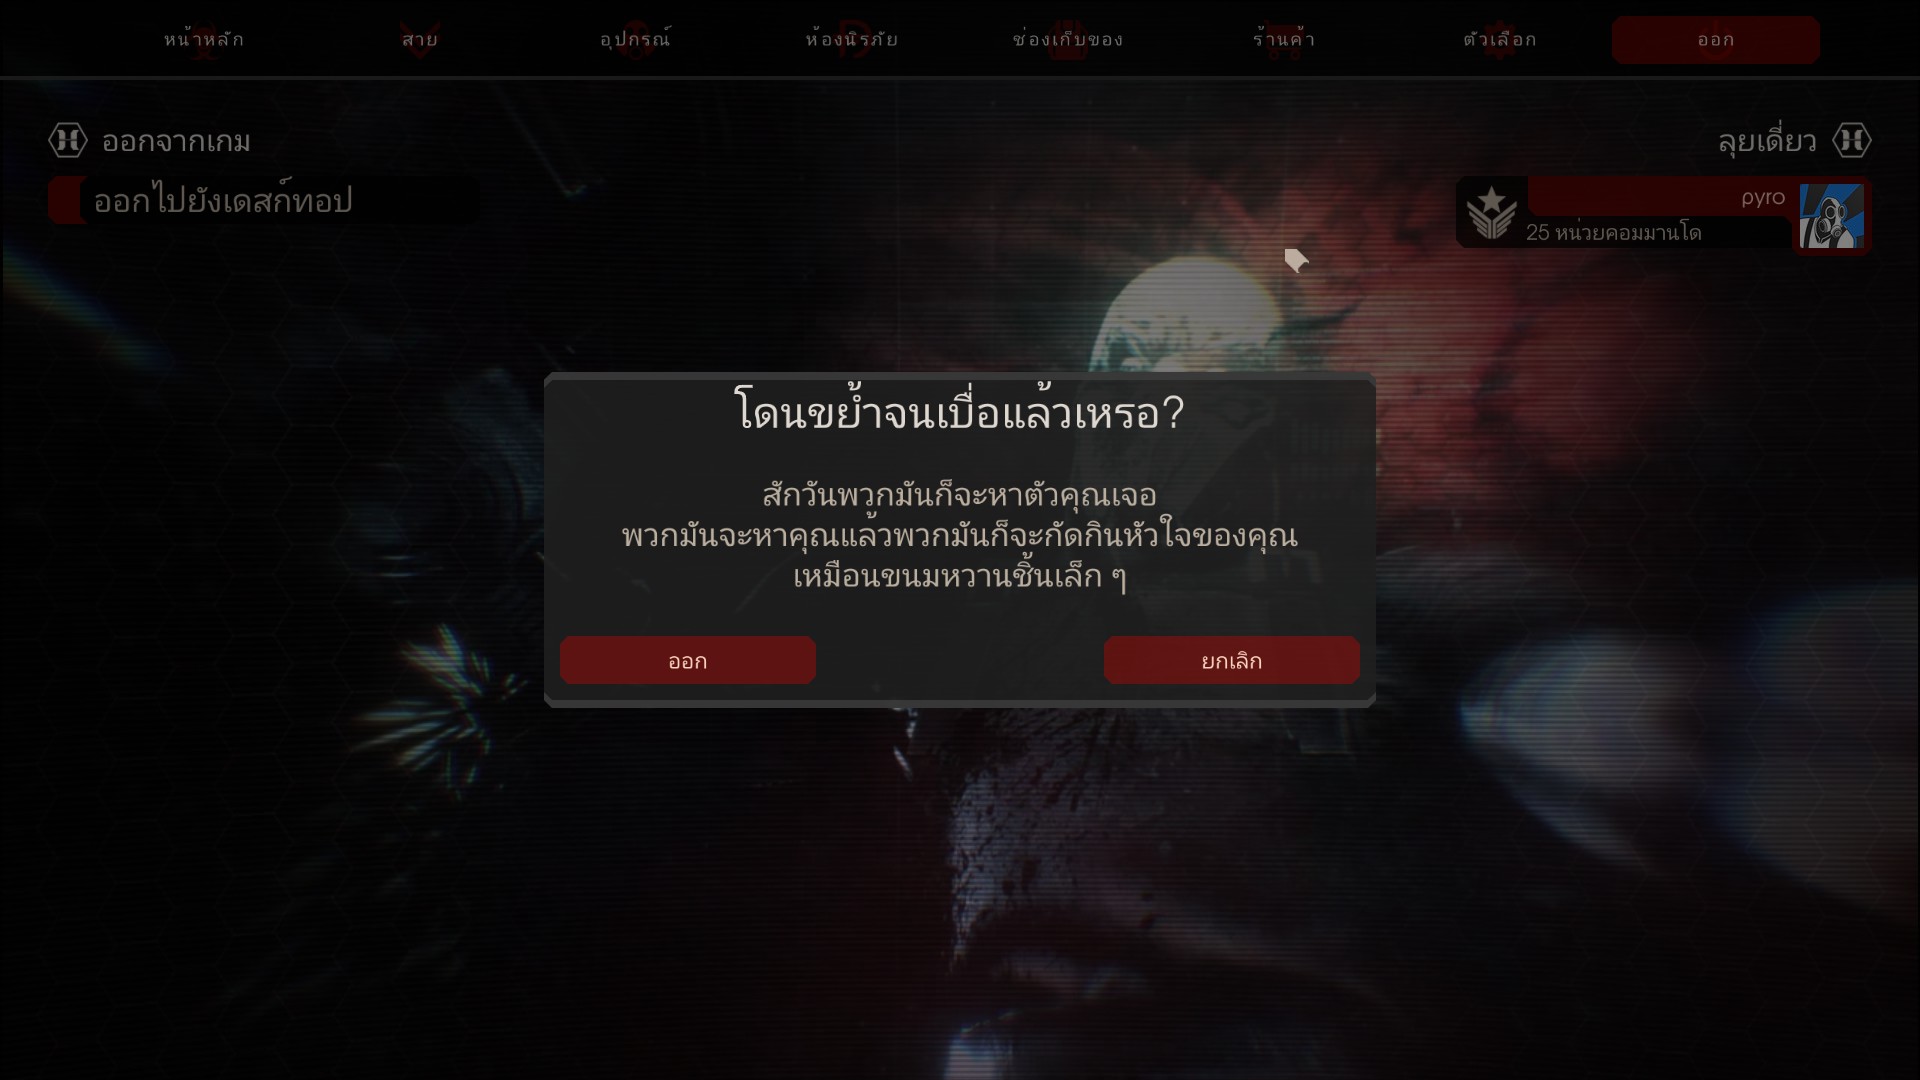 หน้าหลัก
สาย
อุปกรณ์
ห้องนิรภัย
ช่องเก็บของ
ร้านค้า
ตัวเลือก
ออก
ออกจากเกม
ออกไปยังเดสก์ทอป
ลุยเดี่ยว
pyro
25 หน่วยคอมมานโด
โดนขย้ำจนเบื่อแล้วเหรอ?
สักวันพวกมันก็จะหาตัวคุณเจอ
พวกมันจะหาคุณแล้วพวกมันก็จะกัดกินหัวใจของคุณ
เหมือนขนมหวานชิ้นเล็ก ๆ
ออก
ยกเลิก